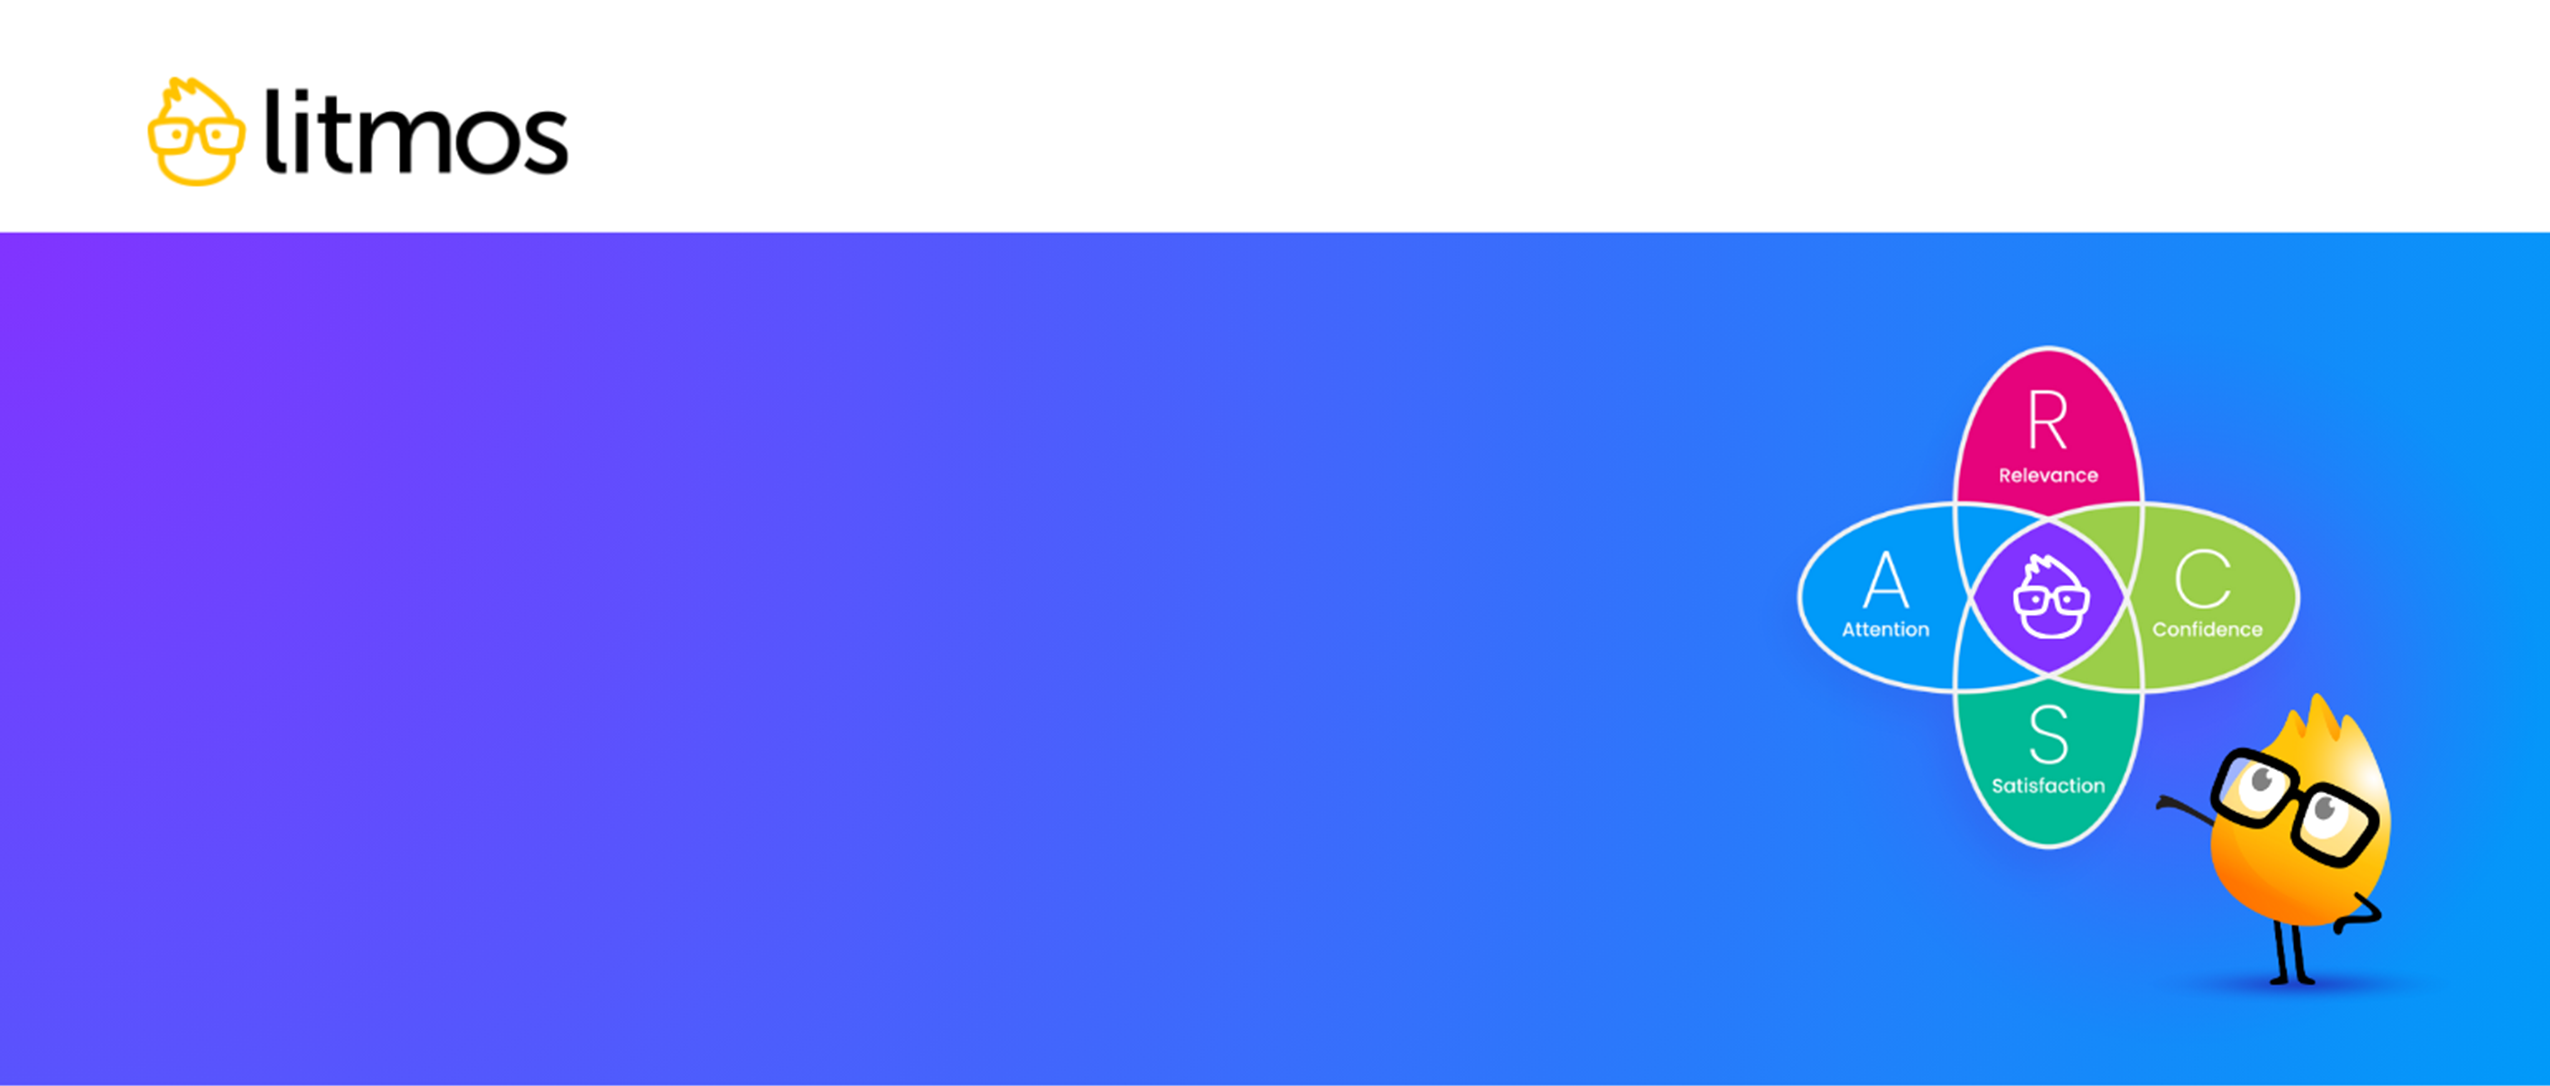 litmos
R
Relevance
A
Attention
C
Confidence
S
Satisfaction